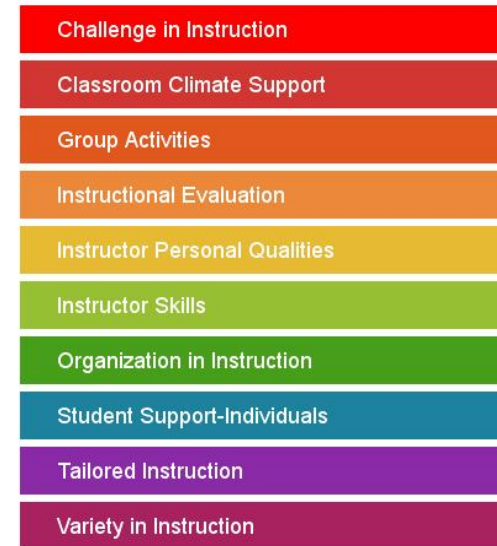 Challenge in Instruction
Classroom Climate Support
Group Activities
Instructional Evaluation
Instructor Personal Qualities
Instructor Skills
Organization in Instruction
Student Support-Individuals
Tailored Instruction
Variety in Instruction